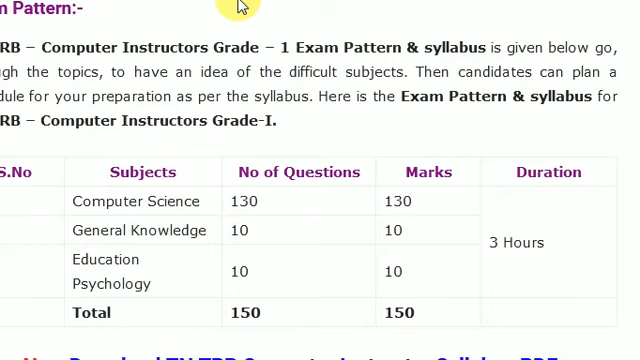 m Pattern:-
RB – Computer Instructors Grade – 1 Exam Pattern & syllabus is given below go,
ugh the topics, to have an idea of the difficult subjects. Then candidates can plan a
dule for your preparation as per the syllabus. Here is the Exam Pattern & syllabus for
RB – Computer Instructors Grade-I.
S.No Subjects No of Questions Marks Duration
Computer Science 130 130
General Knowledge 10 10
3 Hours
Education
Psychology 10 10
Total 150 150